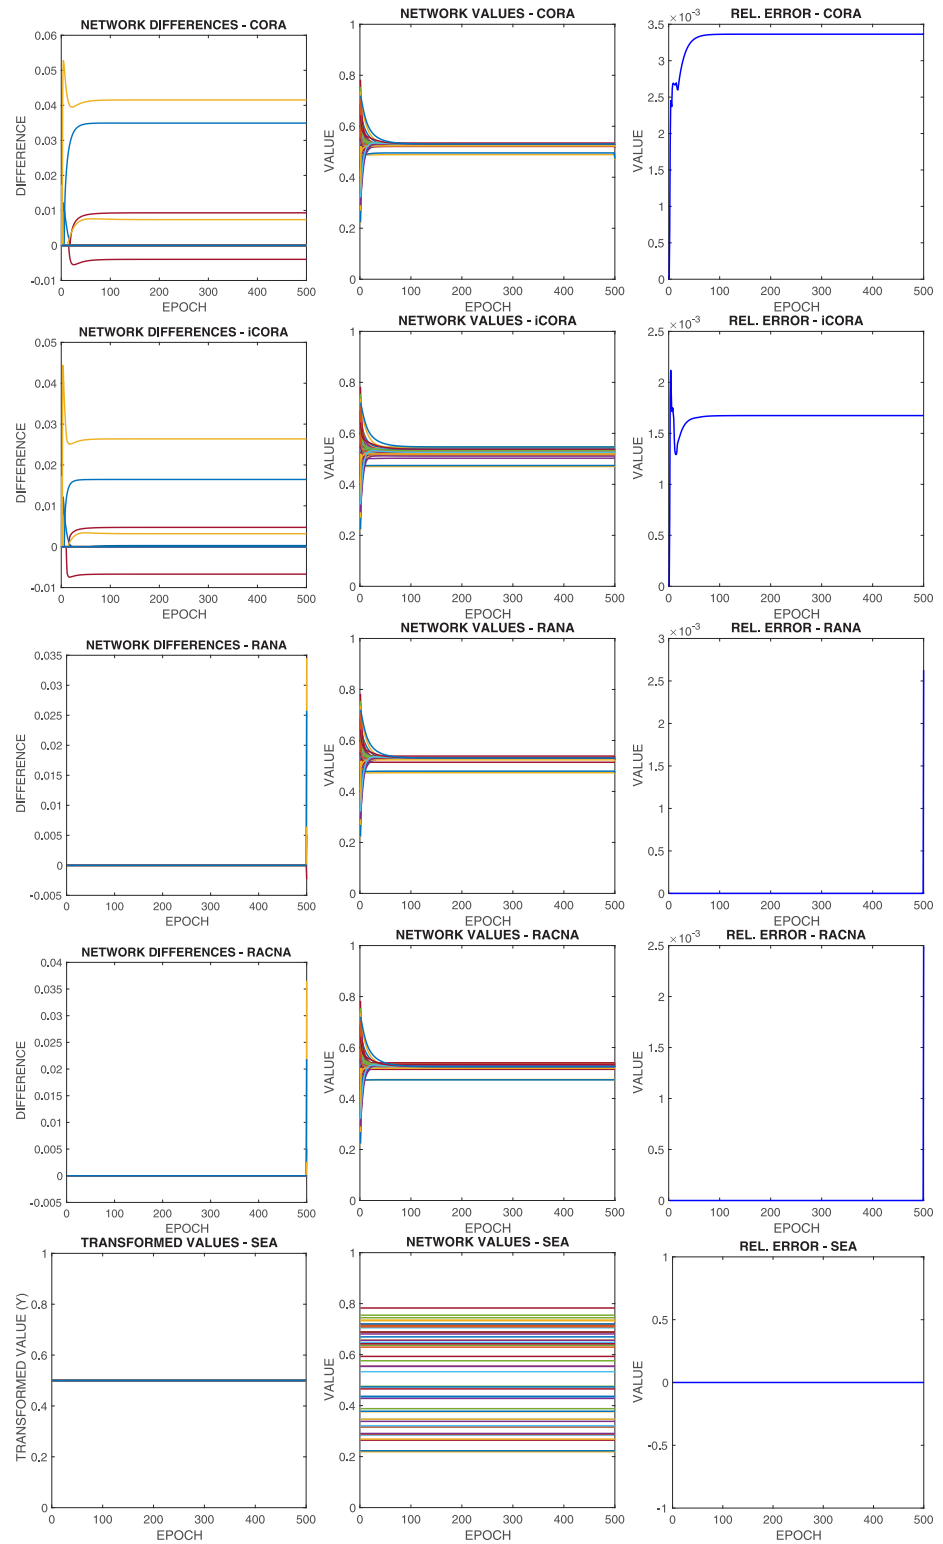 NETWORK DIFFERENCES - CORA
0.06
0.05
0.04
0.03
0.02
0.01
0
-0.01
DIFFERENCE
0 100 200 300 400 500
EPOCH
NETWORK VALUES - CORA
1
0.8
0.6
0.4
0.2
0
VALUE
0 100 200 300 400 500
EPOCH
REL. ERROR - CORA
×10⁻³
3.5
3
2.5
2
1.5
1
0.5
0
VALUE
0 100 200 300 400 500
EPOCH
NETWORK DIFFERENCES - iCORA
0.05
0.04
0.03
0.02
0.01
0
-0.01
DIFFERENCE
0 100 200 300 400 500
EPOCH
NETWORK VALUES - iCORA
1
0.8
0.6
0.4
0.2
0
VALUE
0 100 200 300 400 500
EPOCH
REL. ERROR - iCORA
×10⁻³
2.5
2
1.5
1
0.5
0
VALUE
0 100 200 300 400 500
EPOCH
NETWORK DIFFERENCES - RANA
0.035
0.03
0.025
0.02
0.015
0.01
0.005
0
-0.005
DIFFERENCE
0 100 200 300 400 500
EPOCH
NETWORK VALUES - RANA
1
0.8
0.6
0.4
0.2
0
VALUE
0 100 200 300 400 500
EPOCH
REL. ERROR - RANA
×10⁻³
3
2.5
2
1.5
1
0.5
0
VALUE
0 100 200 300 400 500
EPOCH
NETWORK DIFFERENCES - RACNA
0.04
0.035
0.03
0.025
0.02
0.015
0.01
0.005
0
-0.005
DIFFERENCE
0 100 200 300 400 500
EPOCH
NETWORK VALUES - RACNA
1
0.8
0.6
0.4
0.2
0
VALUE
0 100 200 300 400 500
EPOCH
REL. ERROR - RACNA
×10⁻³
2.5
2
1.5
1
0.5
0
VALUE
0 100 200 300 400 500
EPOCH
TRANSFORMED VALUES - SEA
1
0.8
0.6
0.4
0.2
0
TRANSFORMED VALUE (Y)
0 100 200 300 400 500
EPOCH
NETWORK VALUES - SEA
1
0.8
0.6
0.4
0.2
0
VALUE
0 100 200 300 400 500
EPOCH
REL. ERROR - SEA
1
0.5
0
-0.5
-1
VALUE
0 100 200 300 400 500
EPOCH